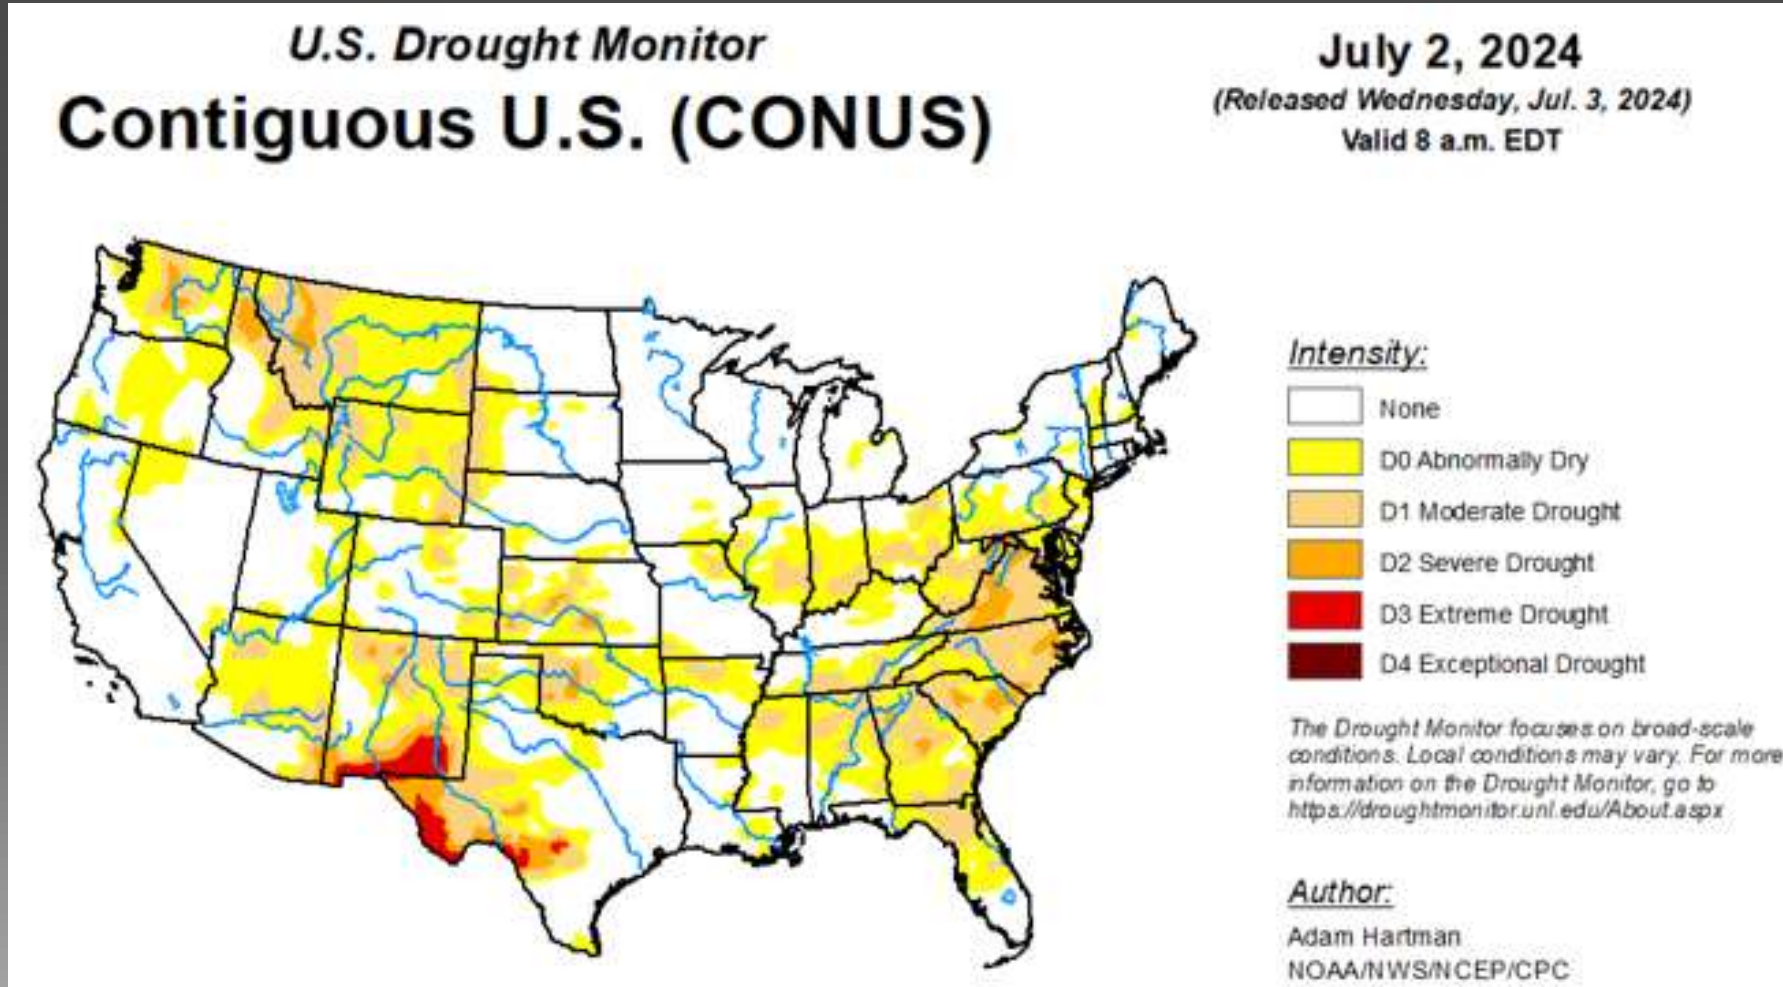 U.S. Drought Monitor
Contiguous U.S. (CONUS)
July 2, 2024
(Released Wednesday, Jul. 3, 2024)
Valid 8 a.m. EDT
Intensity:
None
D0 Abnormally Dry
D1 Moderate Drought
D2 Severe Drought
D3 Extreme Drought
D4 Exceptional Drought
The Drought Monitor focuses on broad-scale
conditions. Local conditions may vary. For more
information on the Drought Monitor, go to
https://droughtmonitor.unl.edu/About.aspx
Author:
Adam Hartman
NOAA/NWS/NCEP/CPC